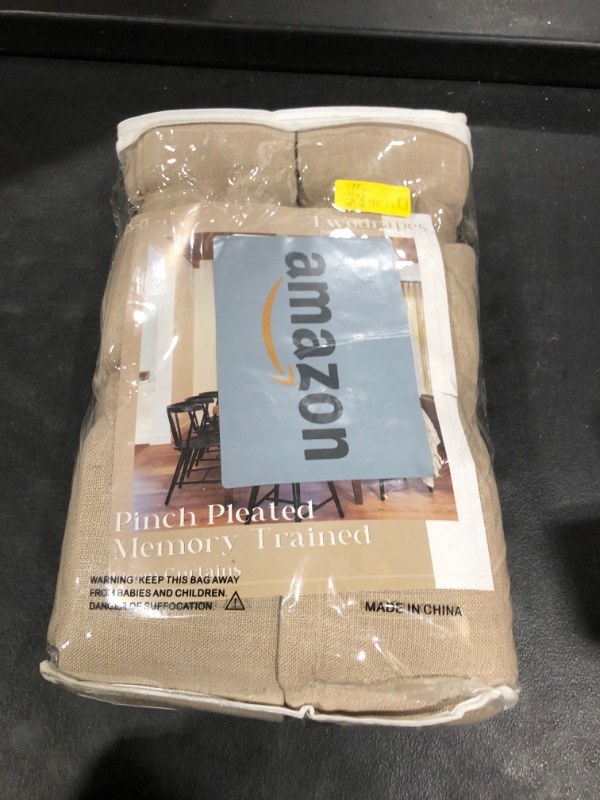 Twodrapes
amazon
Pinch Pleated
Memory Trained
Curtains
WARNING: KEEP THIS BAG AWAY
FROM BABIES AND CHILDREN.
DANGER OF SUFFOCATION
MADE IN CHINA